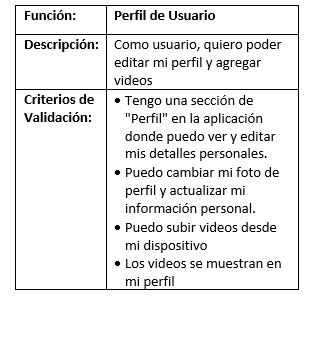 Función: Perfil de Usuario
Descripción: Como usuario, quiero poder
editar mi perfil y agregar
videos
Criterios de Validación:
• Tengo una sección de
"Perfil" en la aplicación
donde puedo ver y editar
mis detalles personales.
• Puedo cambiar mi foto de
perfil y actualizar mi
información personal.
• Puedo subir videos desde
mi dispositivo
• Los videos se muestran en
mi perfil